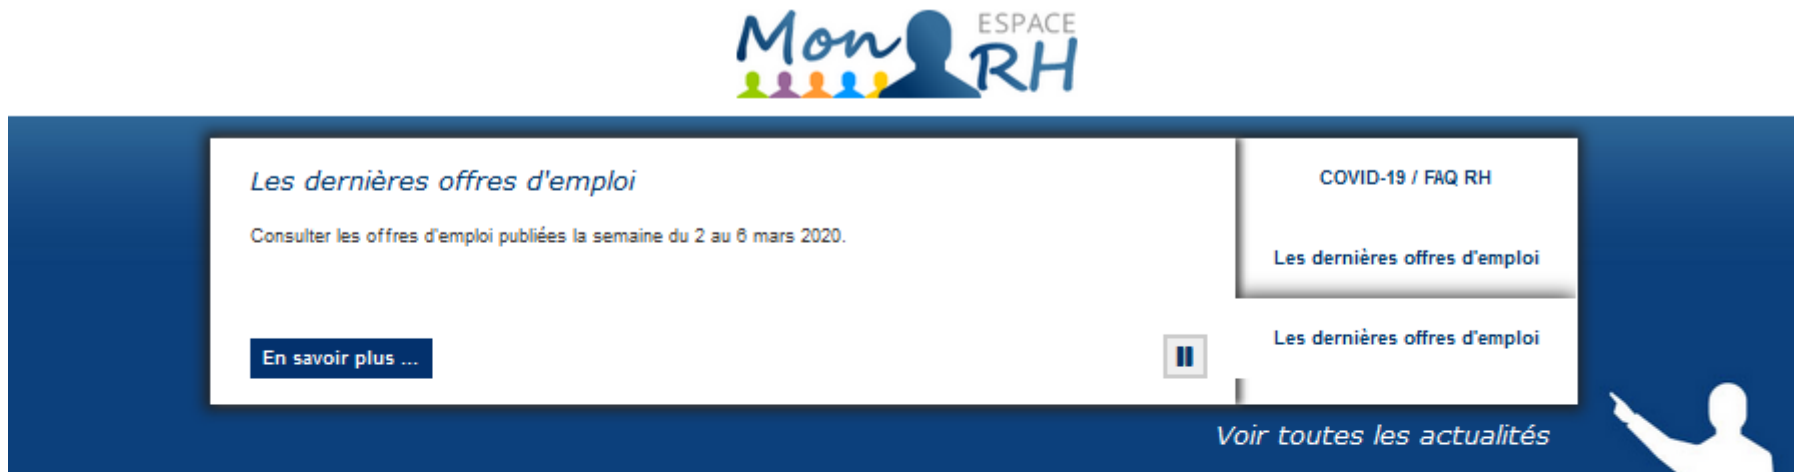 Mon ESPACE RH
Les dernières offres d'emploi
Consulter les offres d'emploi publiées la semaine du 2 au 6 mars 2020.
En savoir plus ...
COVID-19 / FAQ RH
Les dernières offres d'emploi
Les dernières offres d'emploi
Voir toutes les actualités